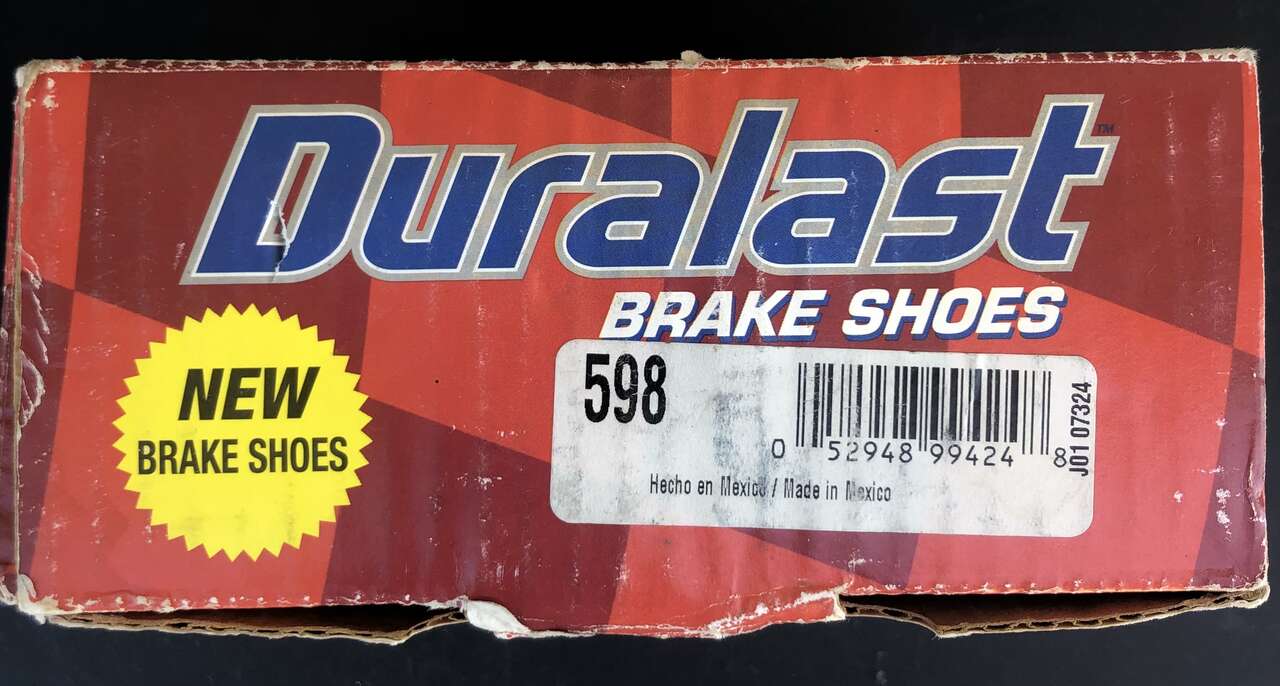 Duralast™
BRAKE SHOES
NEW
BRAKE SHOES
598
0 52948 99424 8
J01 07324
Hecho en Mexico / Made in Mexico